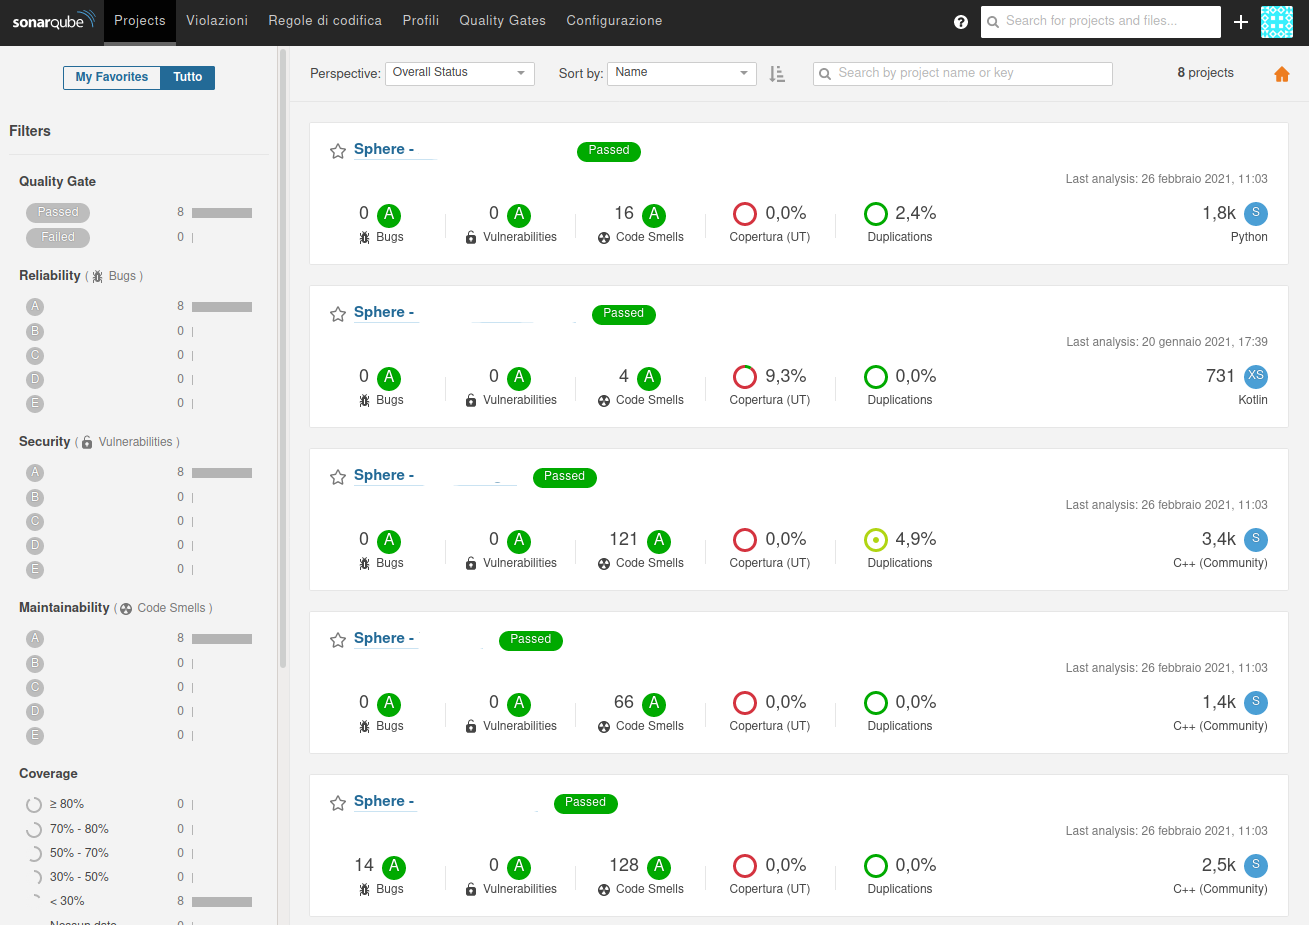 sonarqube Projects Violazioni Regole di codifica Profili Quality Gates Configurazione ? Search for projects and files... +
My Favorites Tutto
Perspective: Overall Status Sort by: Name Search by project name or key 8 projects
Filters
Quality Gate
Passed 8
Failed 0
Reliability ( Bugs )
A 8
B 0
C 0
D 0
E 0
Security ( Vulnerabilities )
A 8
B 0
C 0
D 0
E 0
Maintainability ( Code Smells )
A 8
B 0
C 0
D 0
E 0
Coverage
≥ 80% 0
70% - 80% 0
50% - 70% 0
30% - 50% 0
< 30% 8
Sphere - Passed
Last analysis: 26 febbraio 2021, 11:03
0 A 0 A 16 A 0,0% 2,4% 1,8k S
Bugs Vulnerabilities Code Smells Copertura (UT) Duplications Python
Sphere - Passed
Last analysis: 20 gennaio 2021, 17:39
0 A 0 A 4 A 9,3% 0,0% 731 XS
Bugs Vulnerabilities Code Smells Copertura (UT) Duplications Kotlin
Sphere - Passed
Last analysis: 26 febbraio 2021, 11:03
0 A 0 A 121 A 0,0% 4,9% 3,4k S
Bugs Vulnerabilities Code Smells Copertura (UT) Duplications C++ (Community)
Sphere - Passed
Last analysis: 26 febbraio 2021, 11:03
0 A 0 A 66 A 0,0% 0,0% 1,4k S
Bugs Vulnerabilities Code Smells Copertura (UT) Duplications C++ (Community)
Sphere - Passed
Last analysis: 26 febbraio 2021, 11:03
14 A 0 A 128 A 0,0% 0,0% 2,5k S
Bugs Vulnerabilities Code Smells Copertura (UT) Duplications C++ (Community)